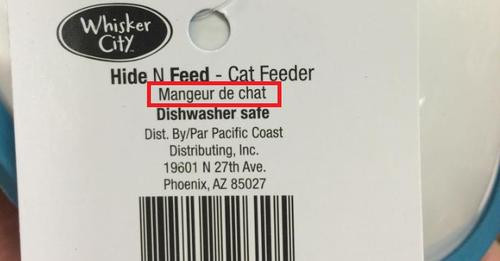 Whisker
City
Hide N Feed - Cat Feeder
Mangeur de chat
Dishwasher safe
Dist. By/Par Pacific Coast
Distributing, Inc.
19601 N 27th Ave.
Phoenix, AZ 85027